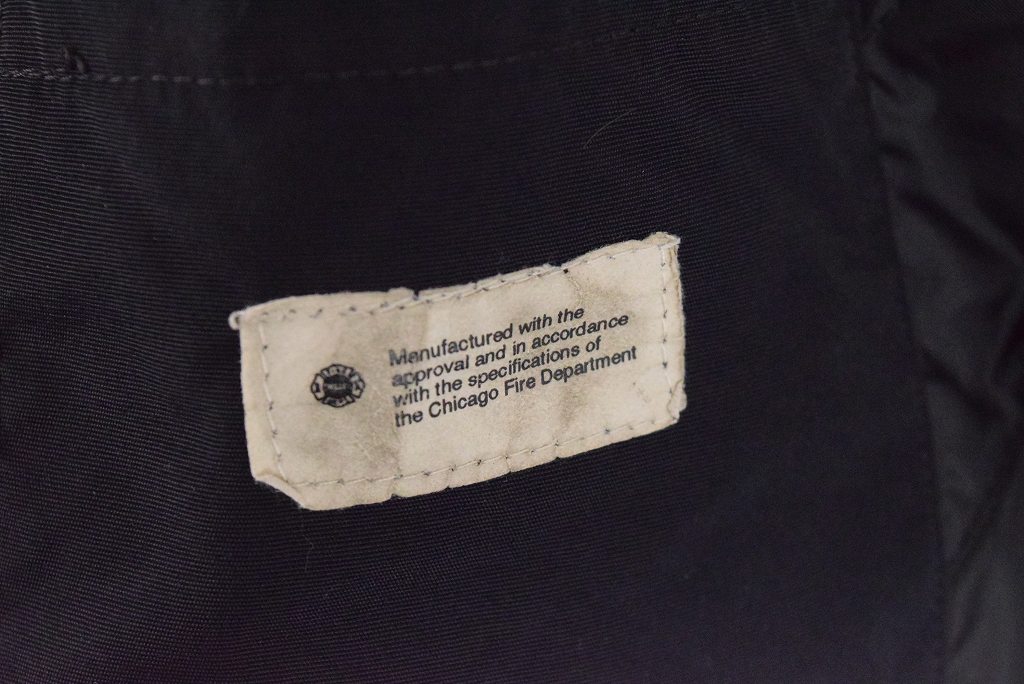 Manufactured with the
approval and in accordance
with the specifications of
the Chicago Fire Department